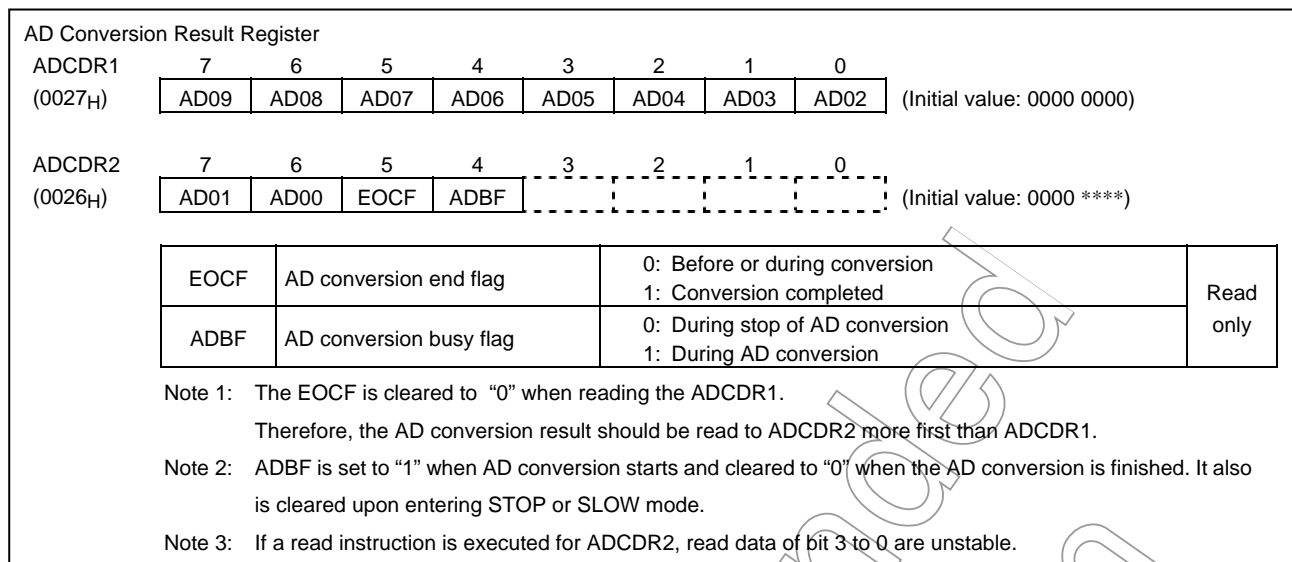 AD Conversion Result Register
ADCDR1 7 6 5 4 3 2 1 0
(0027H) AD09 AD08 AD07 AD06 AD05 AD04 AD03 AD02 (Initial value: 0000 0000)
ADCDR2 7 6 5 4 3 2 1 0
(0026H) AD01 AD00 EOCF ADBF (Initial value: 0000 ****)
EOCF AD conversion end flag 0: Before or during conversion
1: Conversion completed
Read only
ADBF AD conversion busy flag 0: During stop of AD conversion
1: During AD conversion
Note 1: The EOCF is cleared to “0” when reading the ADCDR1.
Therefore, the AD conversion result should be read to ADCDR2 more first than ADCDR1.
Note 2: ADBF is set to “1” when AD conversion starts and cleared to “0” when the AD conversion is finished. It also
is cleared upon entering STOP or SLOW mode.
Note 3: If a read instruction is executed for ADCDR2, read data of bit 3 to 0 are unstable.